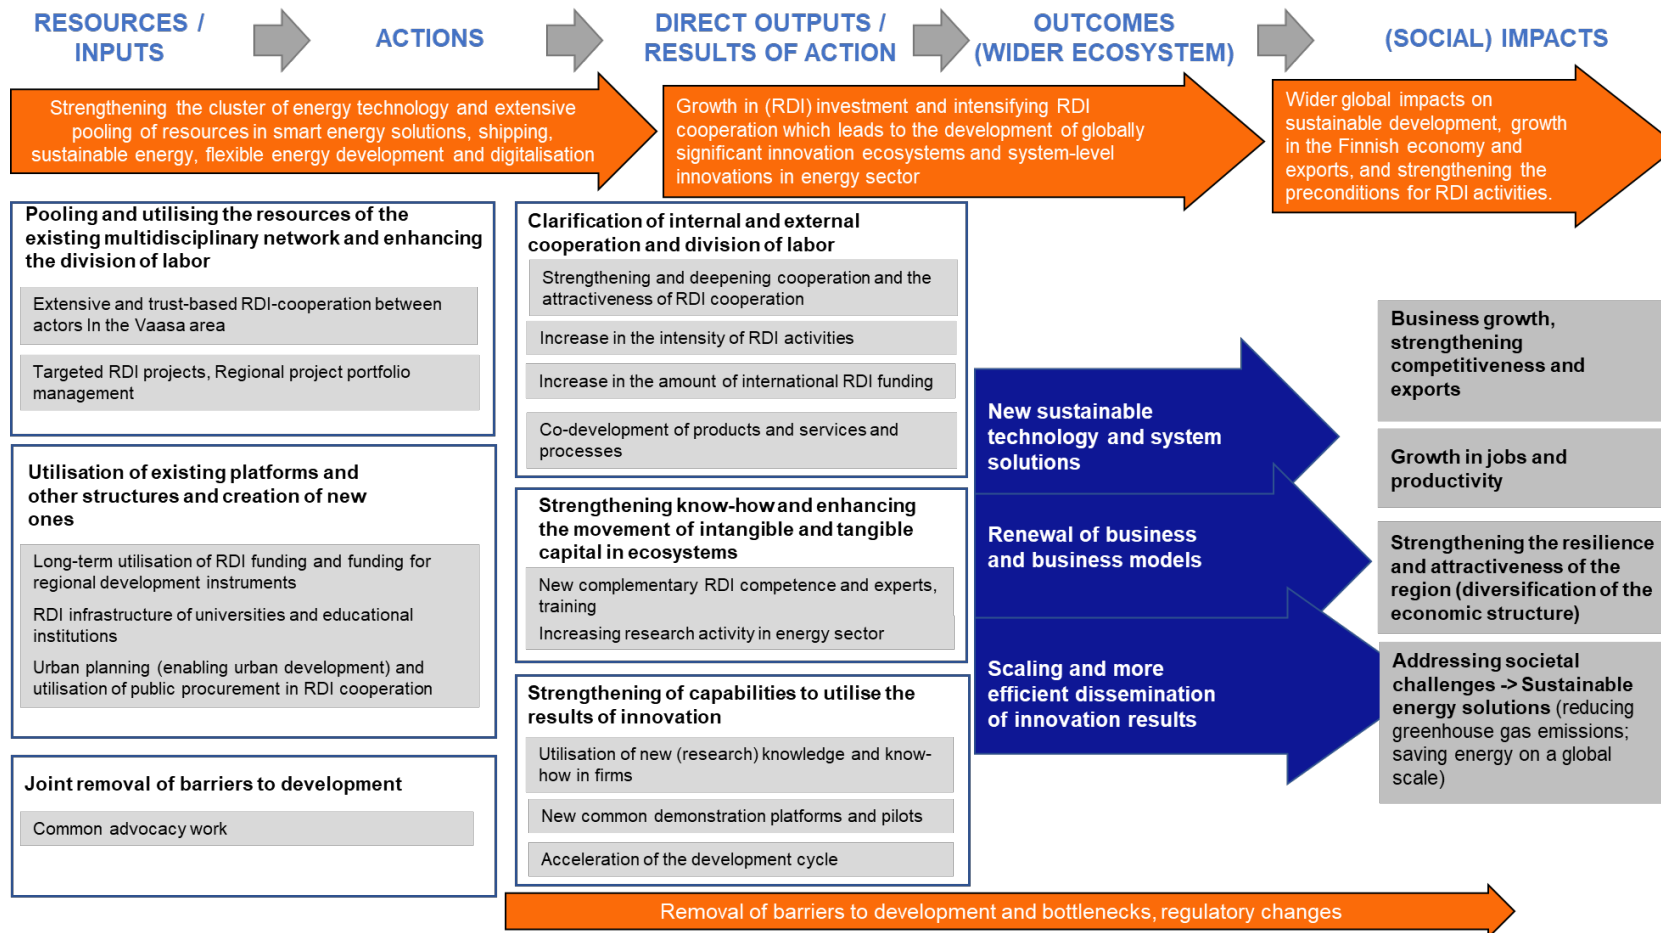 RESOURCES /
INPUTS
ACTIONS
DIRECT OUTPUTS /
RESULTS OF ACTION
OUTCOMES
(WIDER ECOSYSTEM)
(SOCIAL) IMPACTS
Strengthening the cluster of energy technology and extensive
pooling of resources in smart energy solutions, shipping,
sustainable energy, flexible energy development and digitalisation
Growth in (RDI) investment and intensifying RDI
cooperation which leads to the development of globally
significant innovation ecosystems and system-level
innovations in energy sector
Wider global impacts on
sustainable development, growth
in the Finnish economy and
exports, and strengthening the
preconditions for RDI activities.
Pooling and utilising the resources of the
existing multidisciplinary network and enhancing
the division of labor
Extensive and trust-based RDI-cooperation between
actors In the Vaasa area
Targeted RDI projects, Regional project portfolio
management
Utilisation of existing platforms and
other structures and creation of new
ones
Long-term utilisation of RDI funding and funding for
regional development instruments
RDI infrastructure of universities and educational
institutions
Urban planning (enabling urban development) and
utilisation of public procurement in RDI cooperation
Joint removal of barriers to development
Common advocacy work
Clarification of internal and external
cooperation and division of labor
Strengthening and deepening cooperation and the
attractiveness of RDI cooperation
Increase in the intensity of RDI activities
Increase in the amount of international RDI funding
Co-development of products and services and
processes
Strengthening know-how and enhancing
the movement of intangible and tangible
capital in ecosystems
New complementary RDI competence and experts,
training
Increasing research activity in energy sector
Strengthening of capabilities to utilise the
results of innovation
Utilisation of new (research) knowledge and know-
how in firms
New common demonstration platforms and pilots
Acceleration of the development cycle
New sustainable
technology and system
solutions
Renewal of business
and business models
Scaling and more
efficient dissemination
of innovation results
Business growth,
strengthening
competitiveness and
exports
Growth in jobs and
productivity
Strengthening the resilience
and attractiveness of the
region (diversification of the
economic structure)
Addressing societal
challenges -> Sustainable
energy solutions (reducing
greenhouse gas emissions;
saving energy on a global
scale)
Removal of barriers to development and bottlenecks, regulatory changes